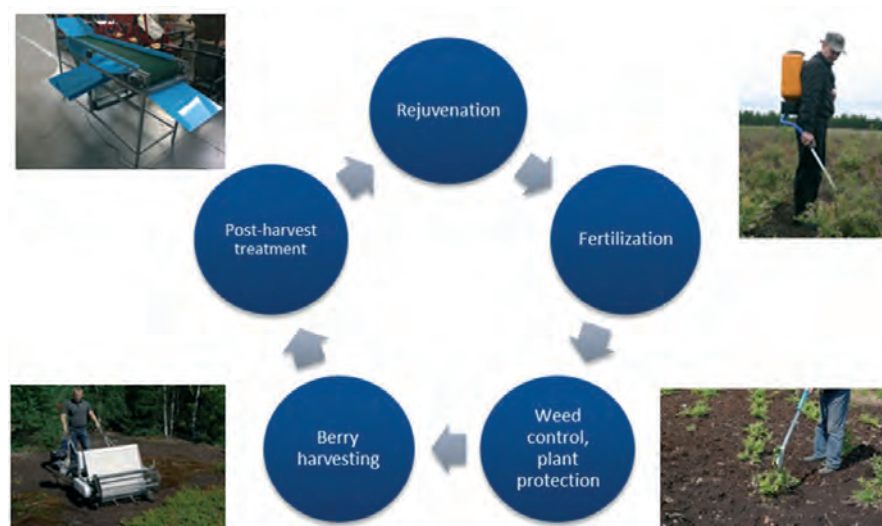 Rejuvenation
Fertilization
Weed
control,
plant
protection
Berry
harvesting
Post-harvest
treatment